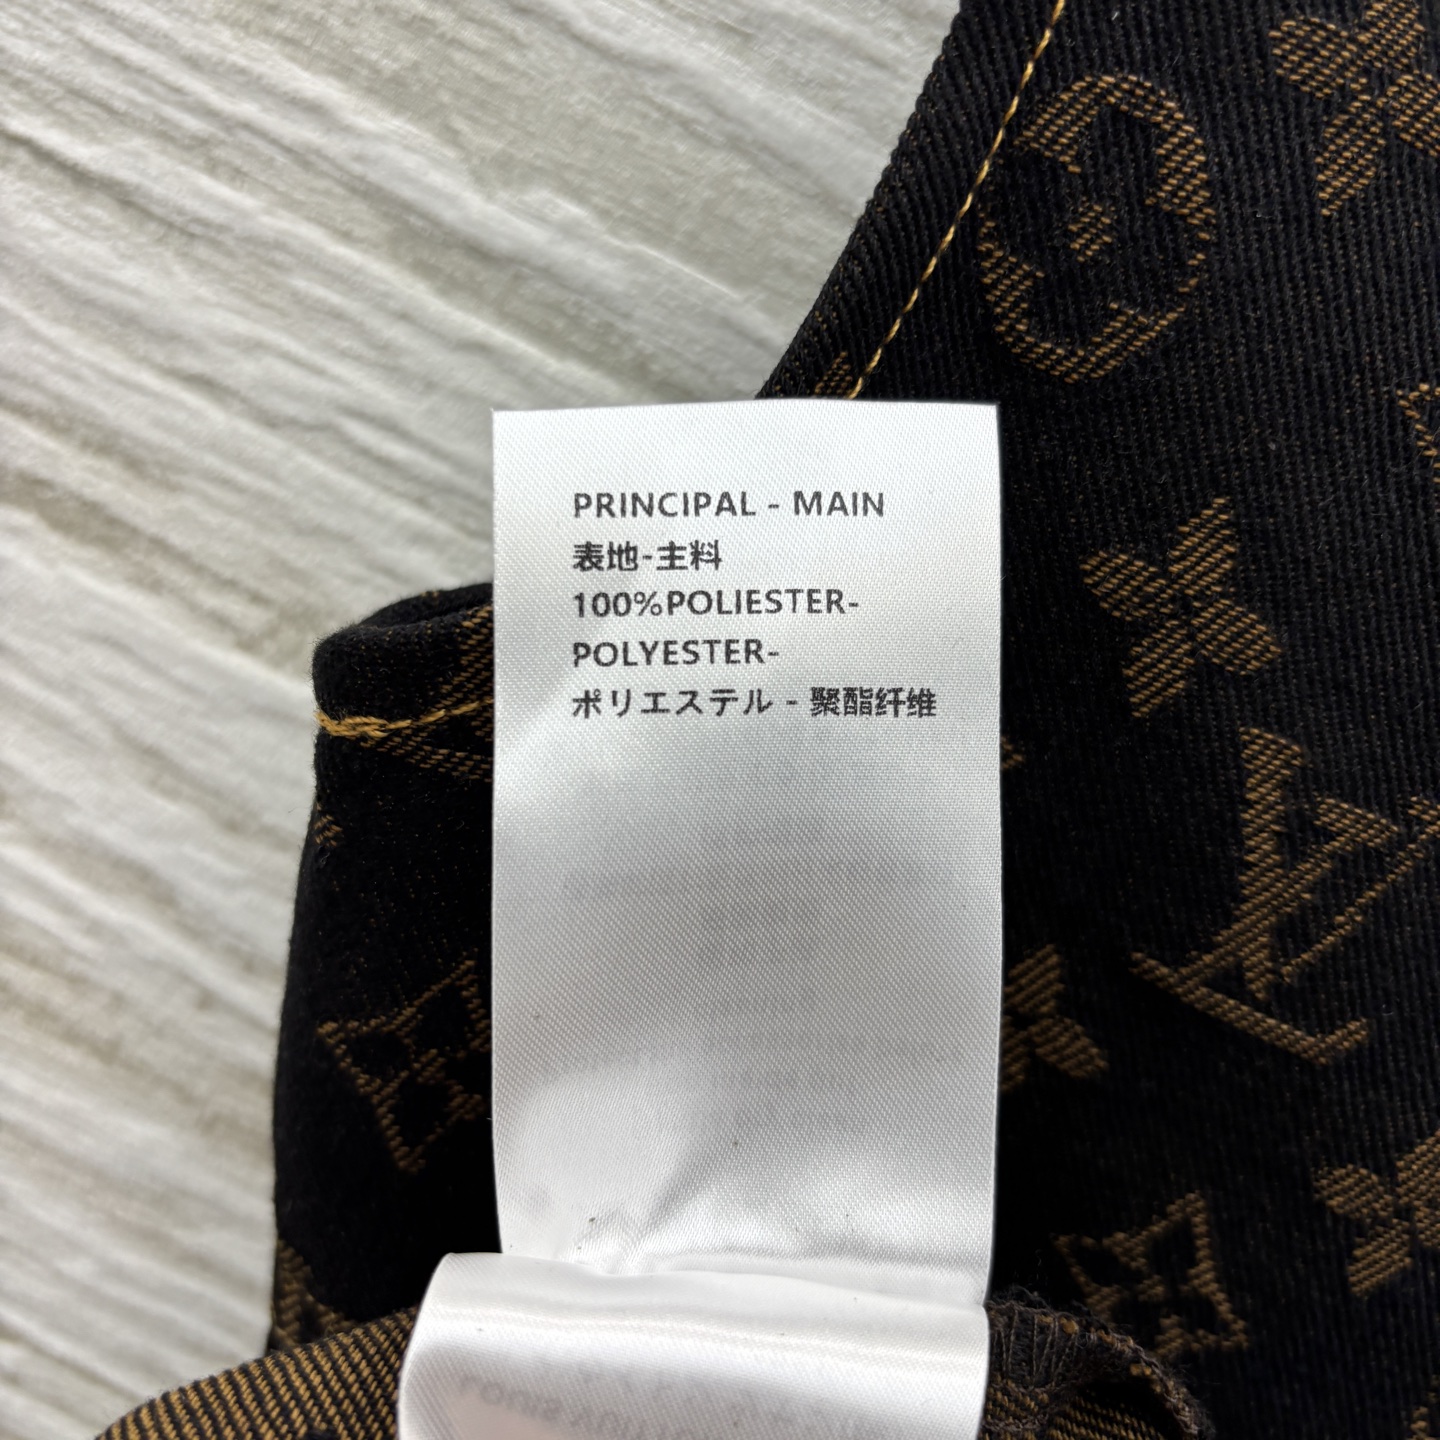 PRINCIPAL - MAIN
表地-主料
100%POLIESTER-
POLYESTER-
ポリエステル - 聚酯纤维